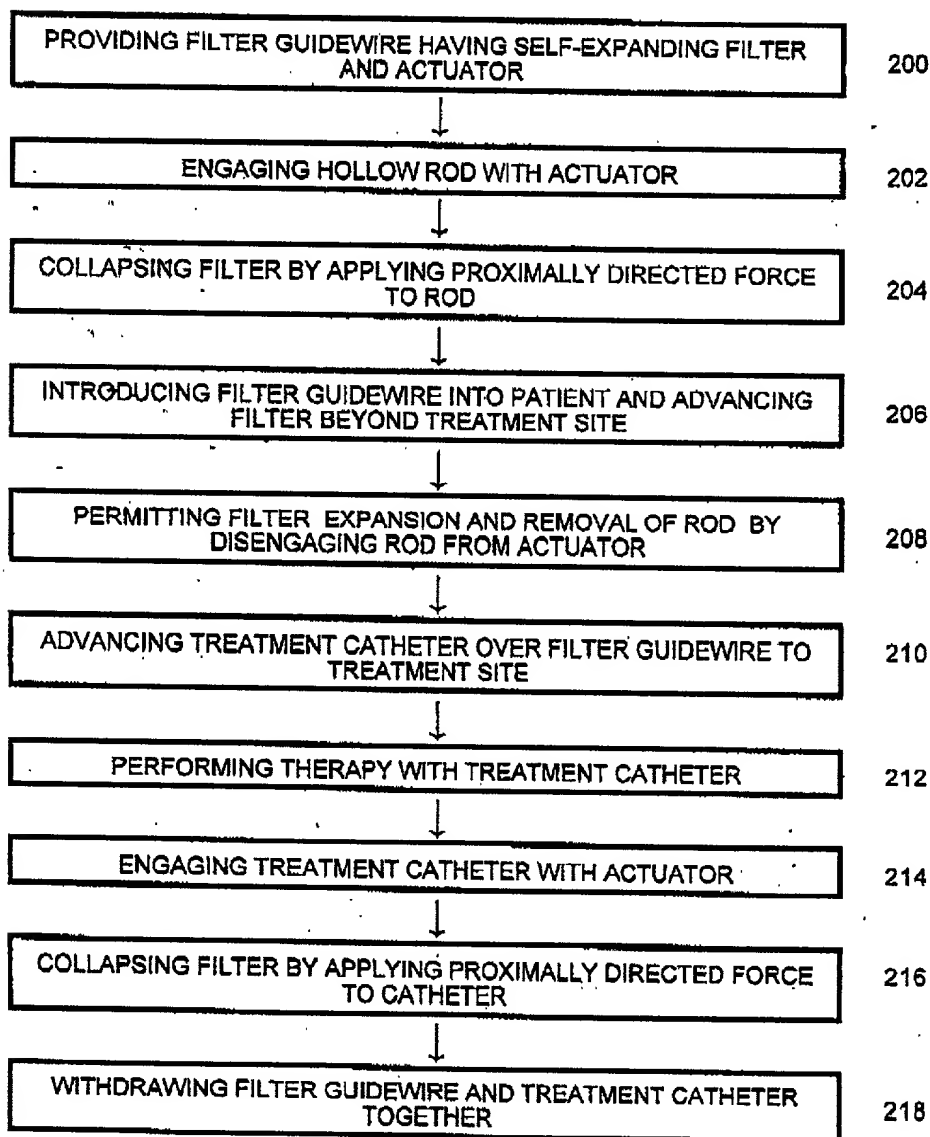 PROVIDING FILTER GUIDEWIRE HAVING SELF-EXPANDING FILTER
AND ACTUATOR
200
ENGAGING HOLLOW ROD WITH ACTUATOR
202
COLLAPSING FILTER BY APPLYING PROXIMALLY DIRECTED FORCE
TO ROD
204
INTRODUCING FILTER GUIDEWIRE INTO PATIENT AND ADVANCING
FILTER BEYOND TREATMENT SITE
206
PERMITTING FILTER EXPANSION AND REMOVAL OF ROD BY
DISENGAGING ROD FROM ACTUATOR
208
ADVANCING TREATMENT CATHETER OVER FILTER GUIDEWIRE TO
TREATMENT SITE
210
PERFORMING THERAPY WITH TREATMENT CATHETER
212
ENGAGING TREATMENT CATHETER WITH ACTUATOR
214
COLLAPSING FILTER BY APPLYING PROXIMALLY DIRECTED FORCE
TO CATHETER
216
WITHDRAWING FILTER GUIDEWIRE AND TREATMENT CATHETER
TOGETHER
218